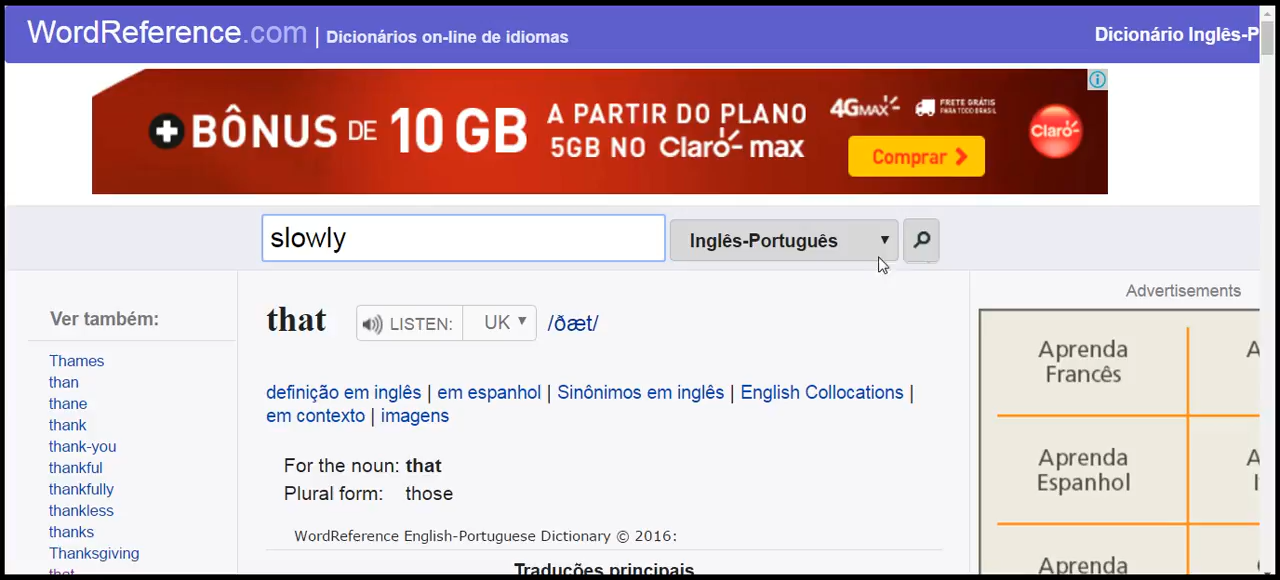 WordReference.com | Dicionários on-line de idiomas
Dicionário Inglês-P
+ BÔNUS DE 10 GB
A PARTIR DO PLANO
5GB NO Claro- max
4GMAX
FRETE GRÁTIS
PARA TODO BRASIL
Comprar
Claro-
slowly
Inglês-Português
Ver também:
Thames
than
thane
thank
thank-you
thankful
thankfully
thankless
thanks
Thanksgiving
that
that LISTEN: UK /ðæt/
definição em inglês | em espanhol | Sinônimos em inglês | English Collocations |
em contexto | imagens
For the noun: that
Plural form: those
WordReference English-Portuguese Dictionary © 2016:
Traduções principais
Advertisements
Aprenda
Francês
A
Aprenda
Espanhol
A
I
Aprenda